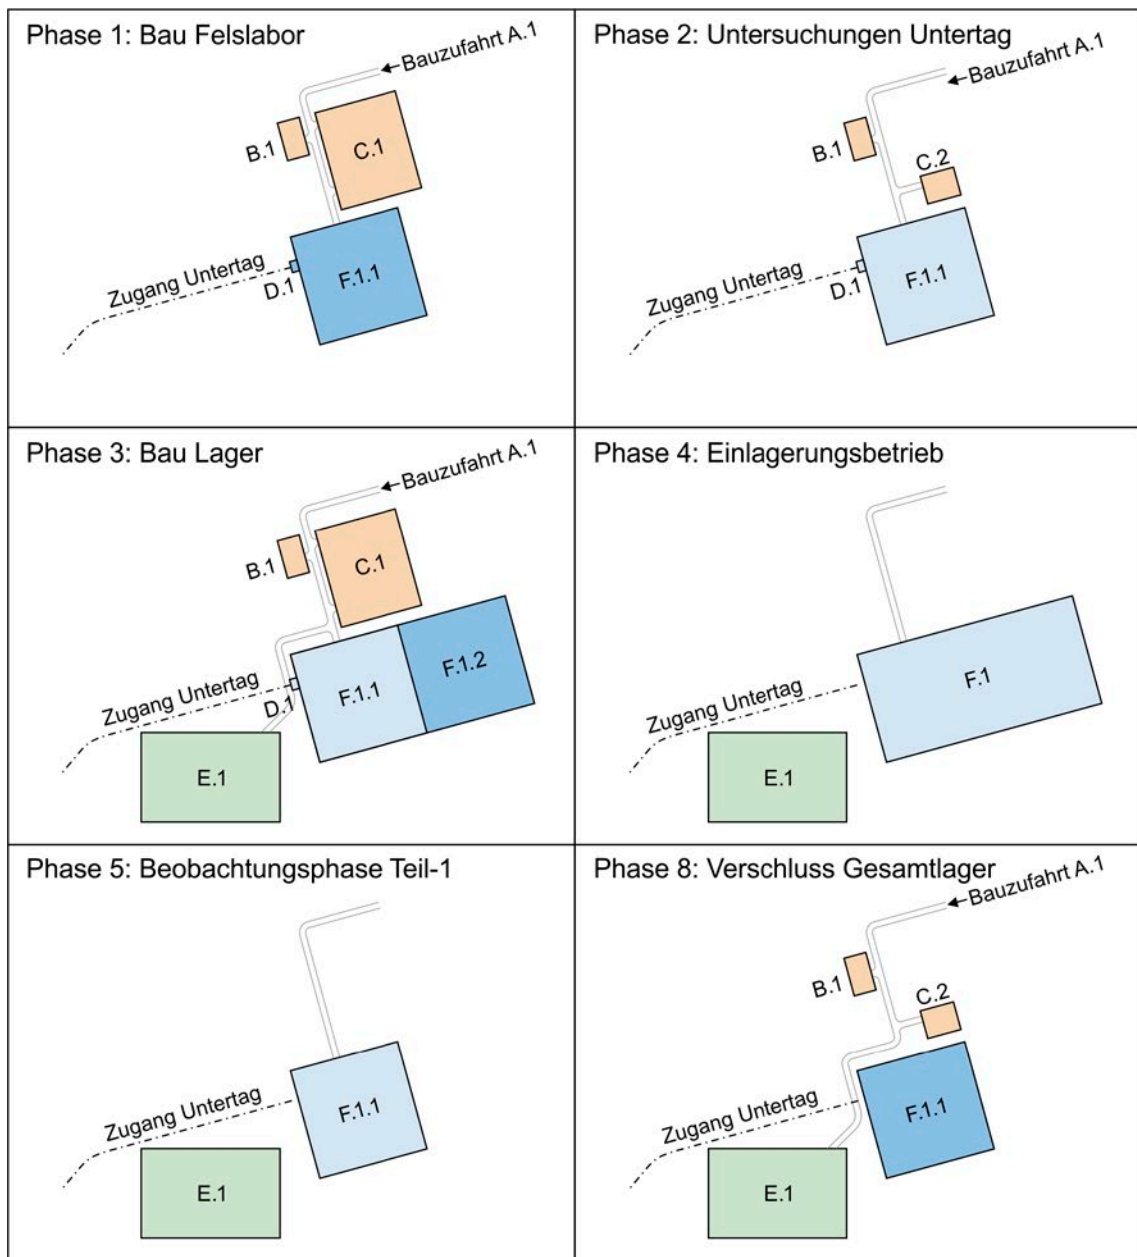 Phase 1: Bau Felslabor
Bauzufahrt A.1
B.1
C.1
Zugang Untertag
D.1
F.1.1
Phase 2: Untersuchungen Untertag
Bauzufahrt A.1
B.1
C.2
Zugang Untertag
D.1
F.1.1
Phase 3: Bau Lager
Bauzufahrt A.1
B.1
C.1
Zugang Untertag
D.1
F.1.1
F.1.2
E.1
Phase 4: Einlagerungsbetrieb
Zugang Untertag
F.1
E.1
Phase 5: Beobachtungsphase Teil-1
Zugang Untertag
F.1.1
E.1
Phase 8: Verschluss Gesamtlager
Bauzufahrt A.1
B.1
C.2
Zugang Untertag
F.1.1
E.1